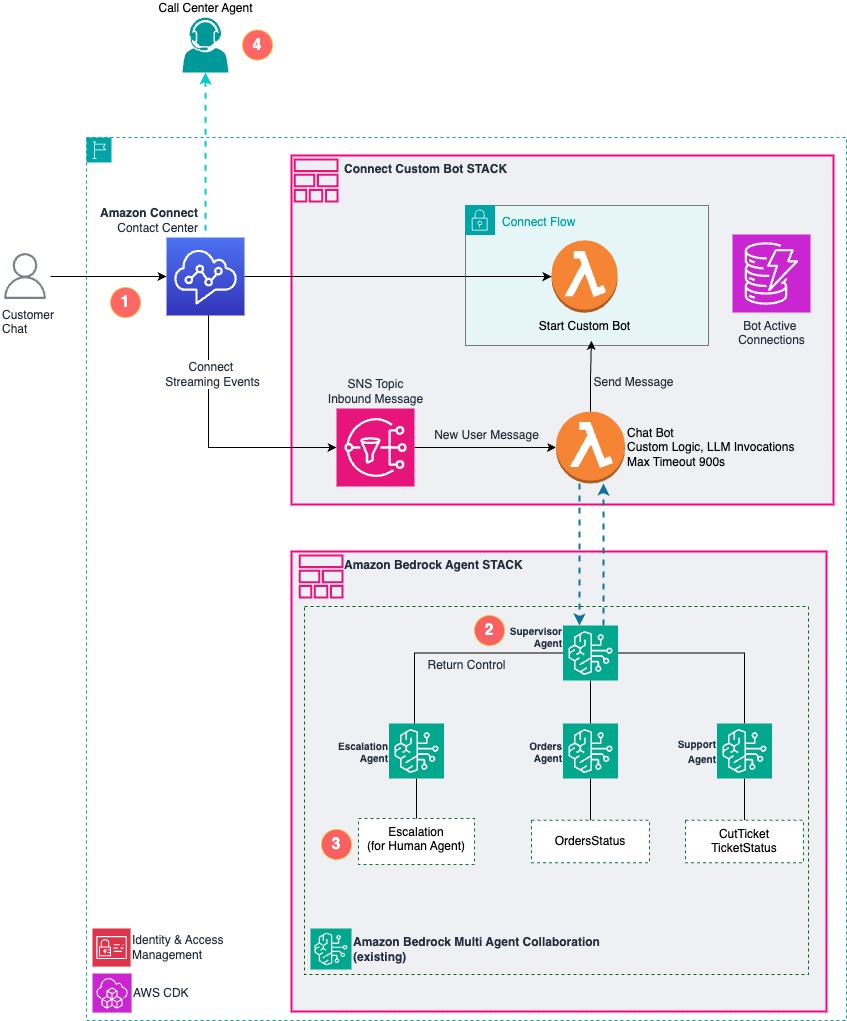 Call Center Agent
4
Connect Custom Bot STACK
Amazon Connect
Contact Center
Connect Flow
1
Customer
Chat
Start Custom Bot
Bot Active
Connections
Connect
Streaming Events
SNS Topic
Inbound Message
Send Message
New User Message
Chat Bot
Custom Logic, LLM Invocations
Max Timeout 900s
Amazon Bedrock Agent STACK
2
Supervisor
Agent
Return Control
Escalation
Agent
Orders
Agent
Support
Agent
3
Escalation
(for Human Agent)
OrdersStatus
CutTicket
TicketStatus
Amazon Bedrock Multi Agent Collaboration
(existing)
Identity & Access
Management
AWS CDK